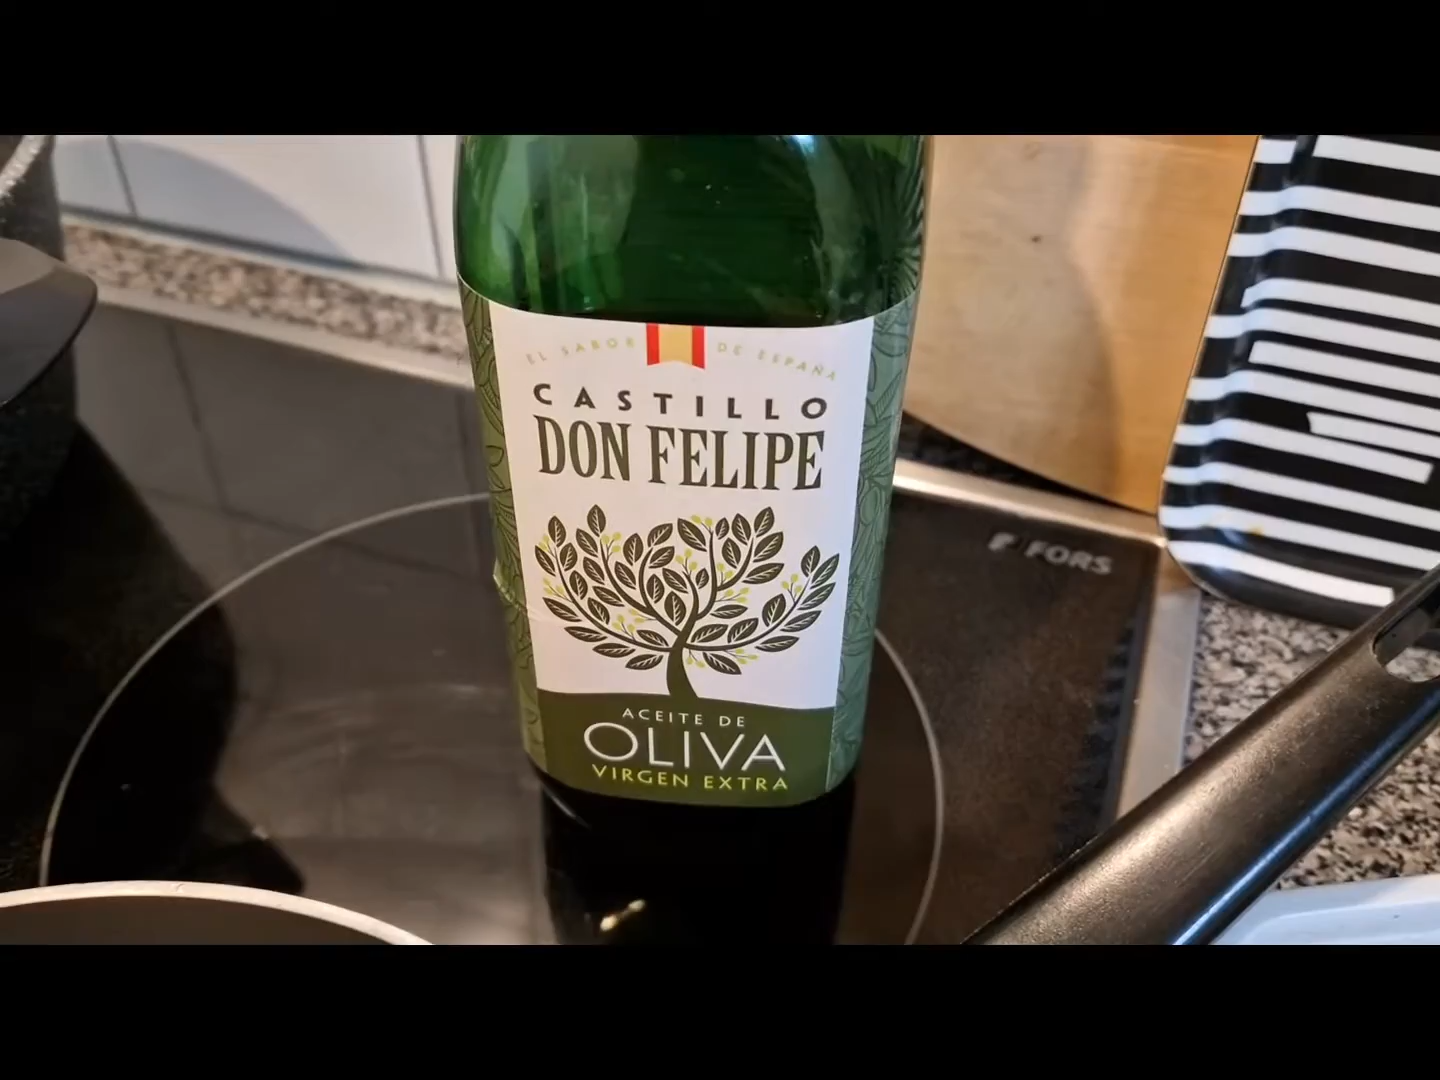 EL SABOR DE ESPAÑA
CASTILLO
DON FELIPE
ACEITE DE
OLIVA
VIRGEN EXTRA
FORS